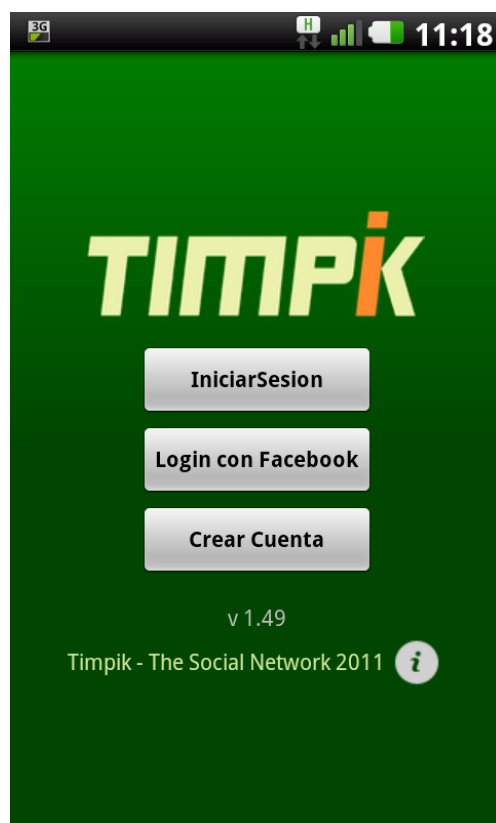 3G
H
11:18
TIMPiK
IniciarSesion
Login con Facebook
Crear Cuenta
v 1.49
Timpik - The Social Network 2011 i